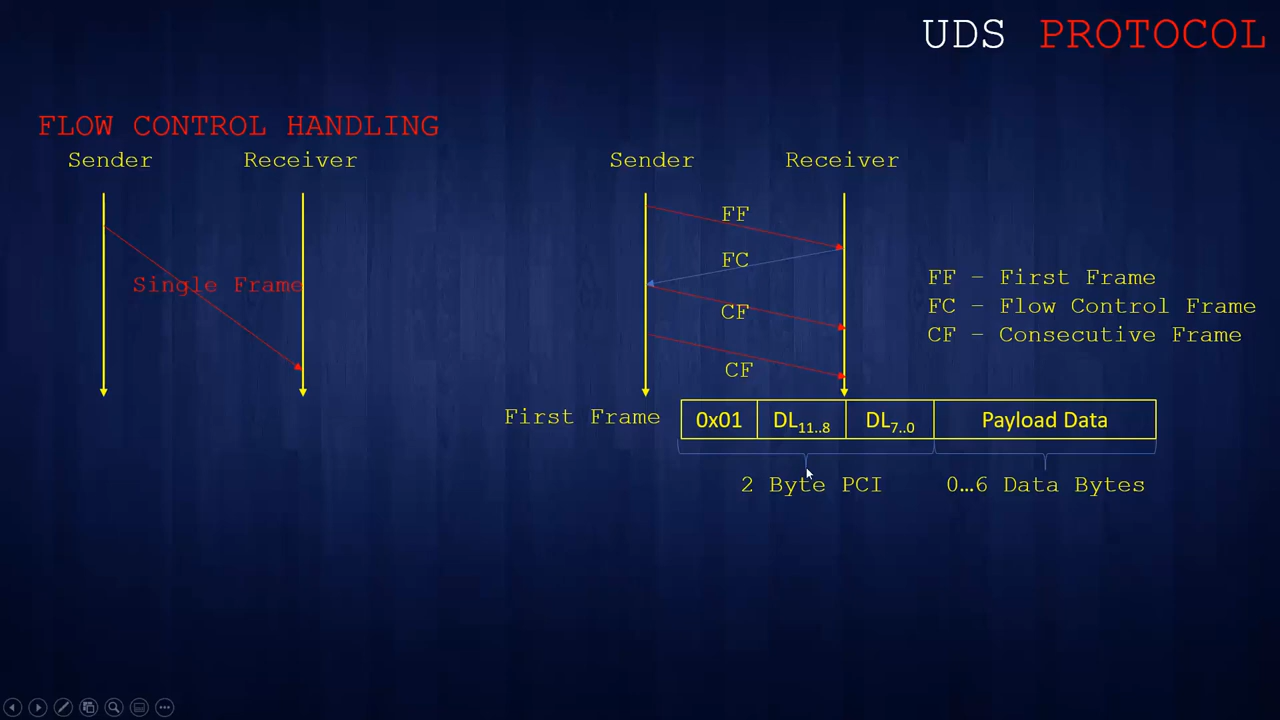 UDS PROTOCOL
FLOW CONTROL HANDLING
Sender Receiver
Single Frame
Sender Receiver
FF
FC
CF
CF
FF – First Frame
FC – Flow Control Frame
CF – Consecutive Frame
First Frame
0x01 DL11..8 DL7..0 Payload Data
2 Byte PCI 0…6 Data Bytes